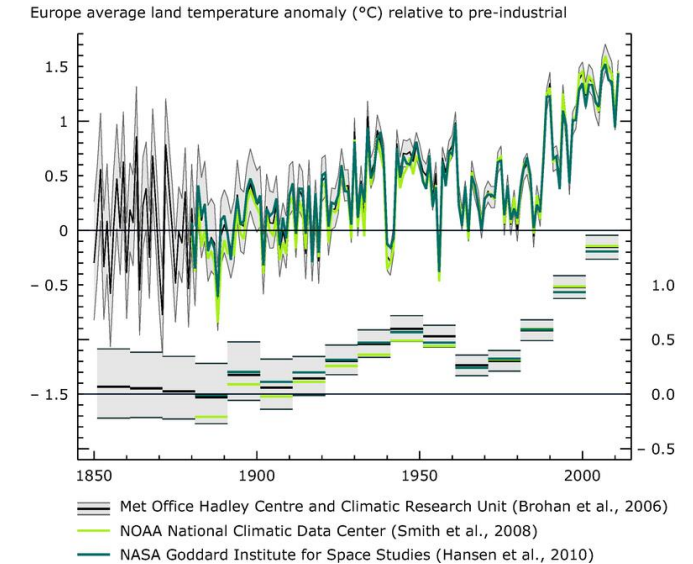 Europe average land temperature anomaly (°C) relative to pre-industrial
1.5
1
0.5
0
– 0.5
1.0
0.5
– 1.5
0.0
– 0.5
1850 1900 1950 2000
Met Office Hadley Centre and Climatic Research Unit (Brohan et al., 2006)
NOAA National Climatic Data Center (Smith et al., 2008)
NASA Goddard Institute for Space Studies (Hansen et al., 2010)